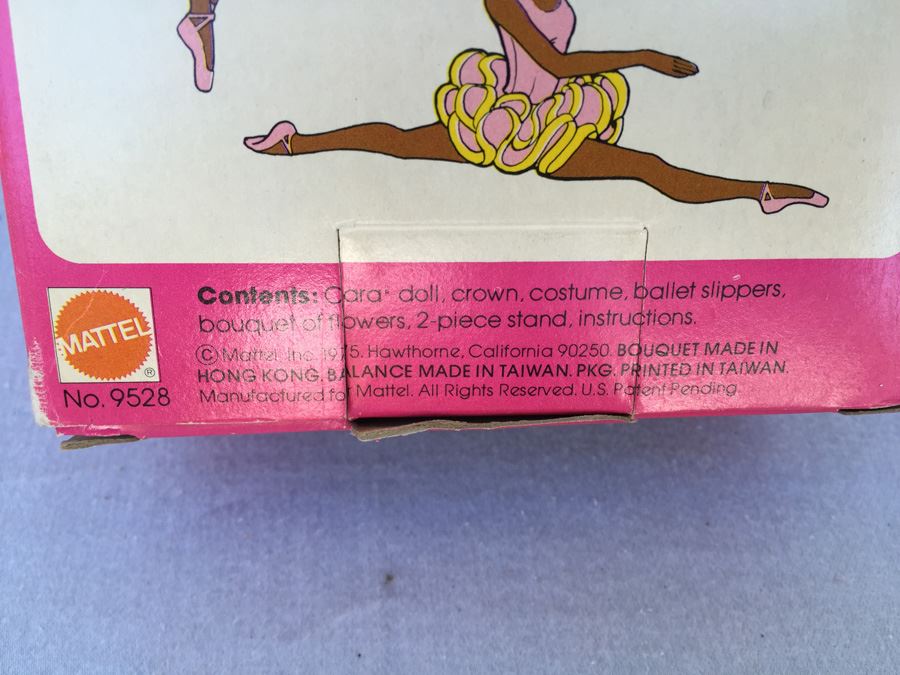 Contents: Cara® doll, crown, costume, ballet slippers,
bouquet of flowers, 2-piece stand, instructions.
MATTEL
®
No. 9528
© Mattel, Inc. 1975. Hawthorne, California 90250. BOUQUET MADE IN
HONG KONG. BALANCE MADE IN TAIWAN. PKG. PRINTED IN TAIWAN.
Manufactured for Mattel. All Rights Reserved. U.S. Patent Pending.